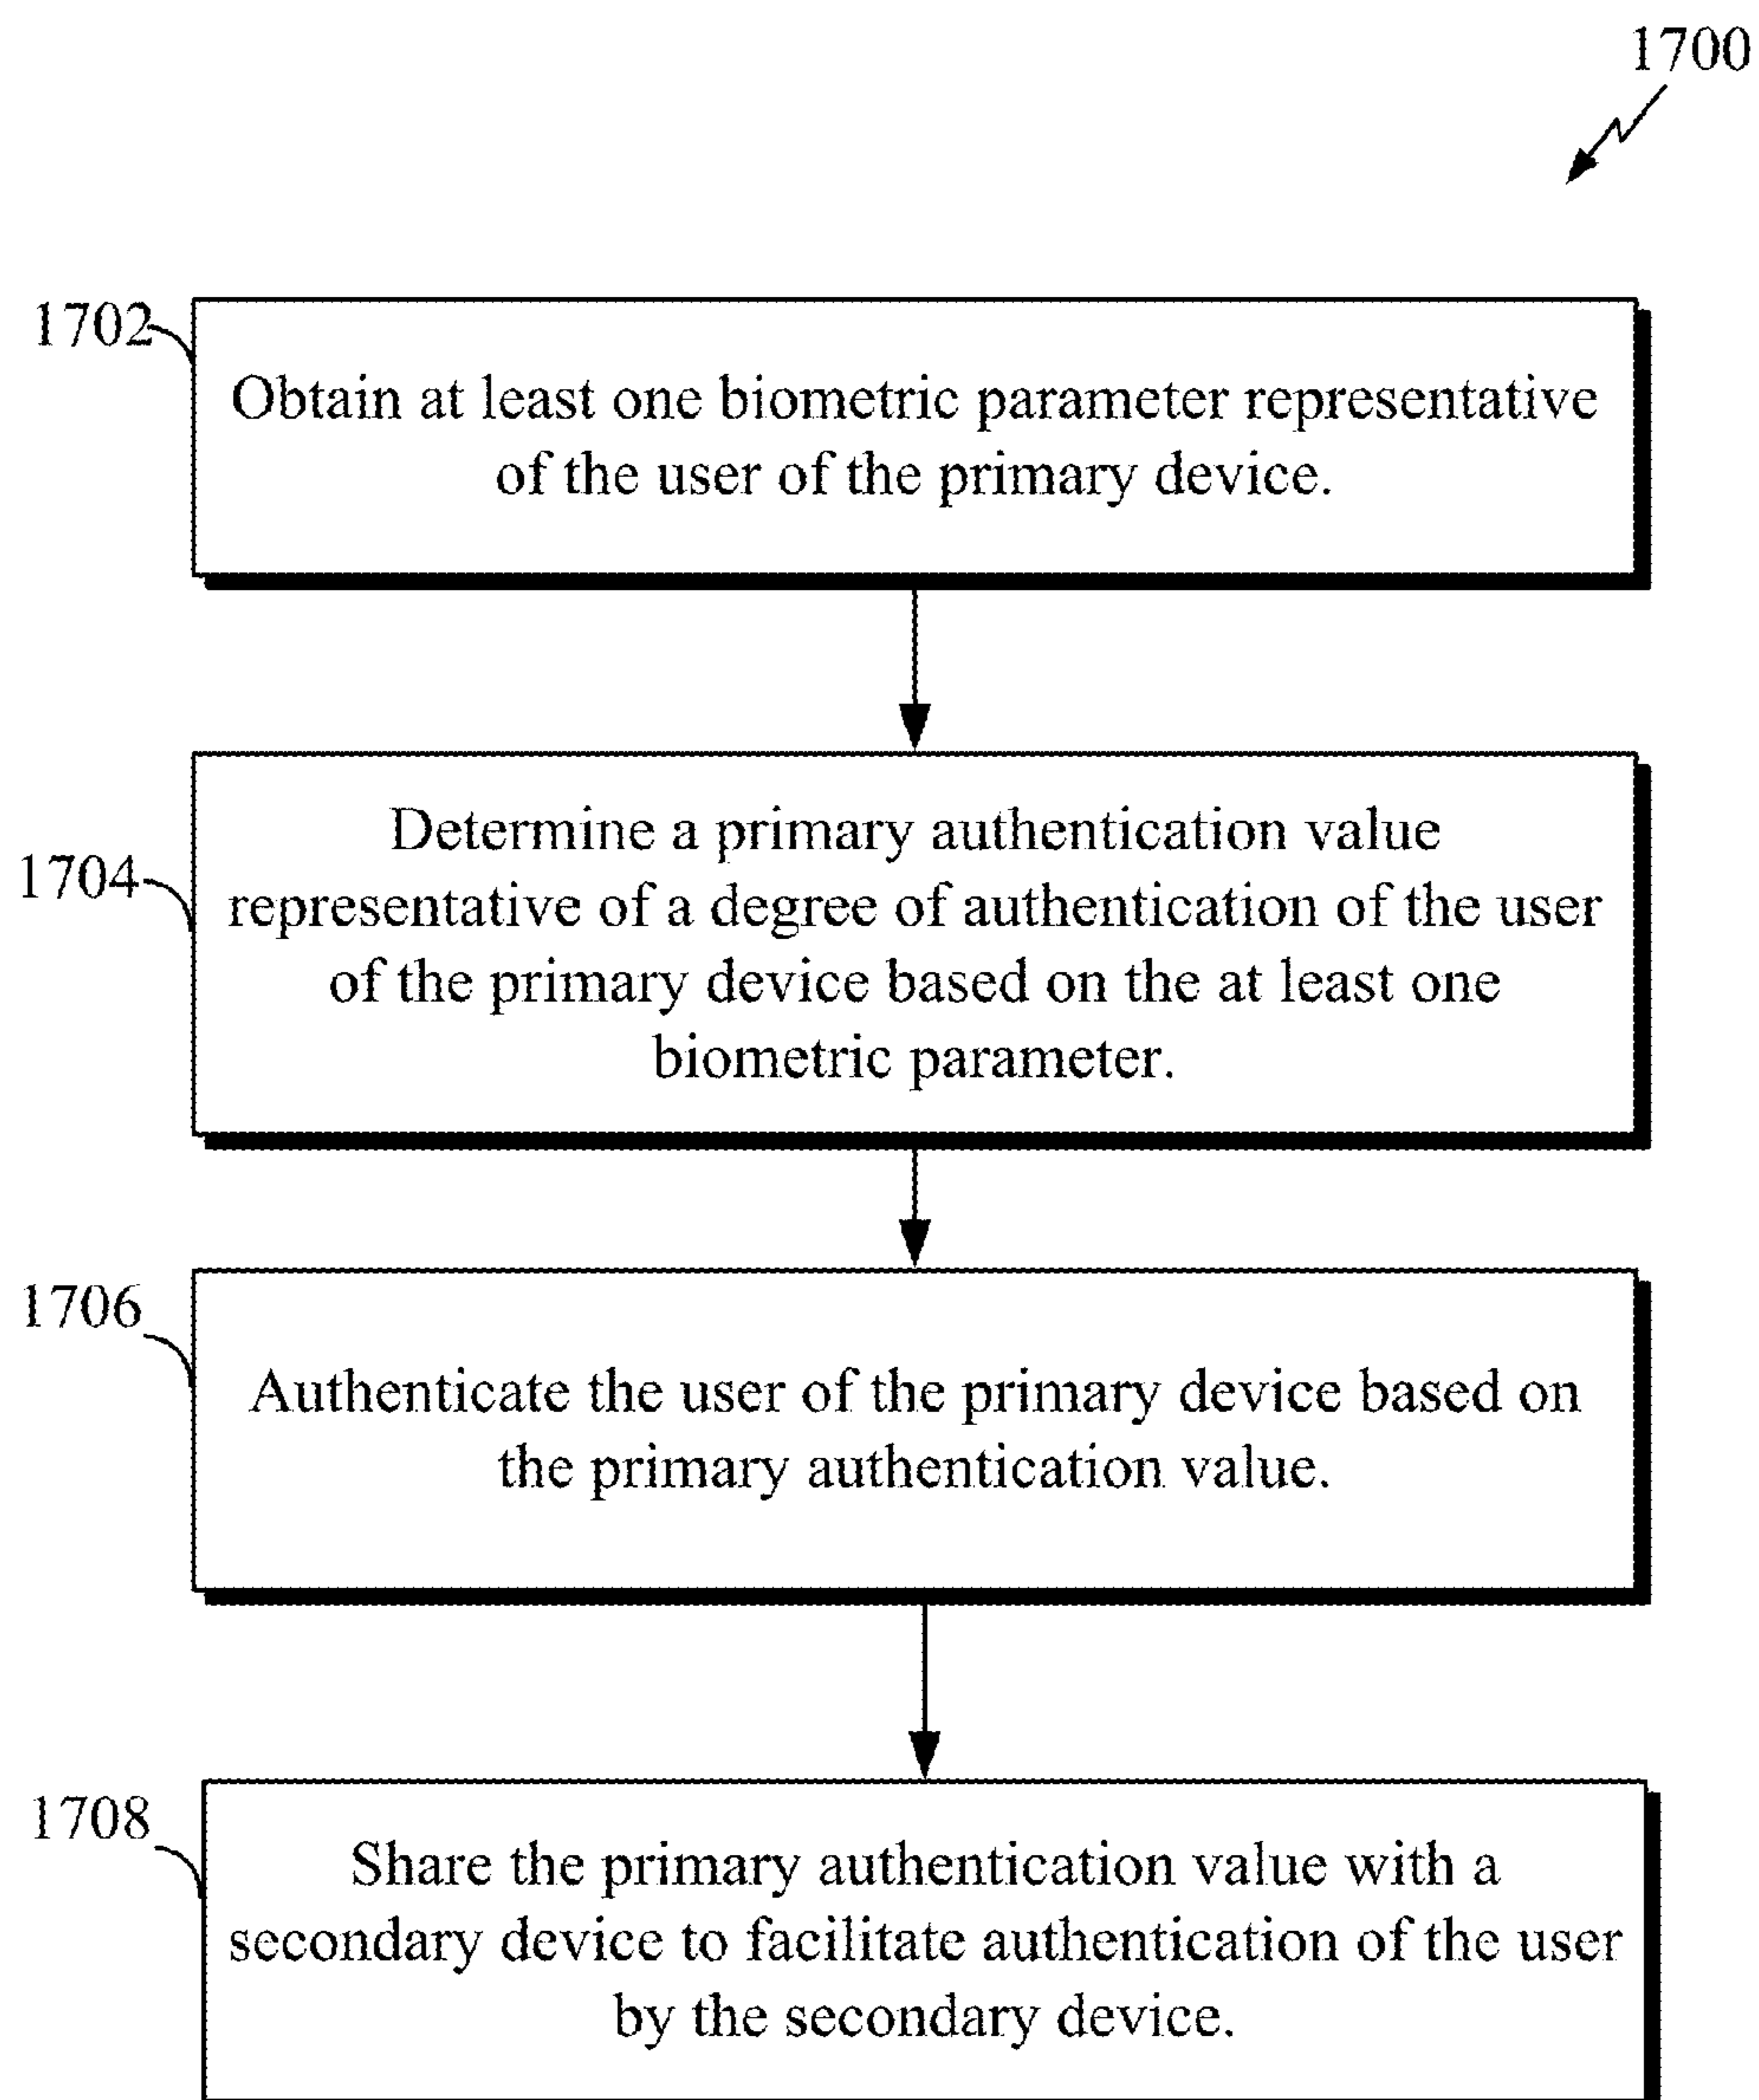 1700
1702
Obtain at least one biometric parameter representative
of the user of the primary device.
1704
Determine a primary authentication value
representative of a degree of authentication of the user
of the primary device based on the at least one
biometric parameter.
1706
Authenticate the user of the primary device based on
the primary authentication value.
1708
Share the primary authentication value with a
secondary device to facilitate authentication of the user
by the secondary device.